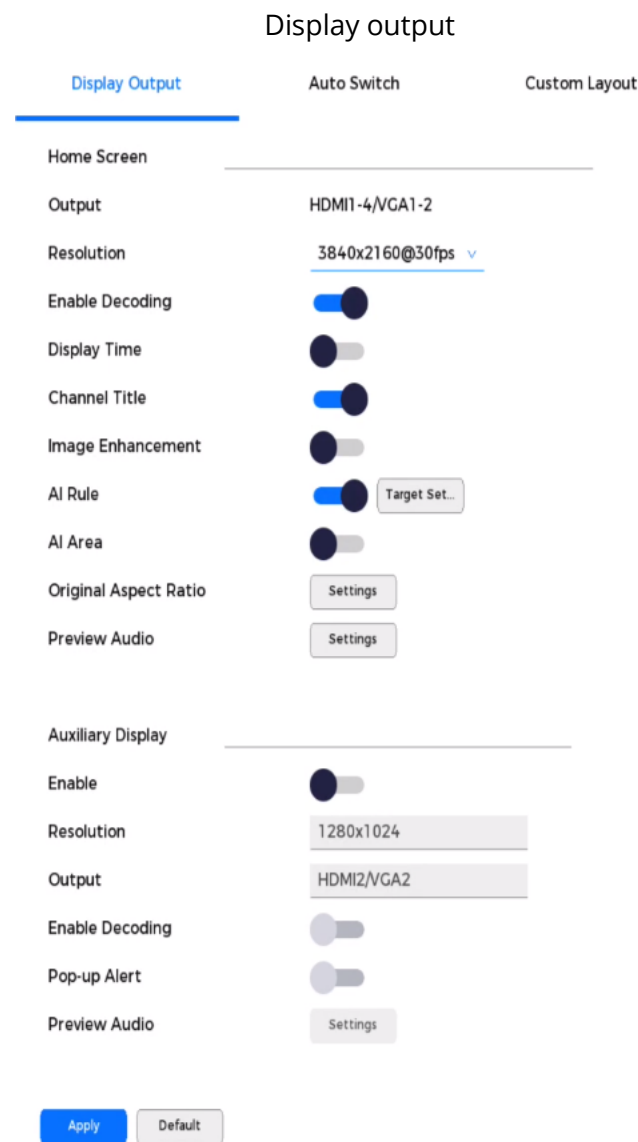 Display output
Display Output Auto Switch Custom Layout
Home Screen
Output HDMI1-4/VGA1-2
Resolution 3840x2160@30fps
Enable Decoding
Display Time
Channel Title
Image Enhancement
AI Rule Target Set...
AI Area
Original Aspect Ratio Settings
Preview Audio Settings
Auxiliary Display
Enable
Resolution 1280x1024
Output HDMI2/VGA2
Enable Decoding
Pop-up Alert
Preview Audio Settings
Apply Default